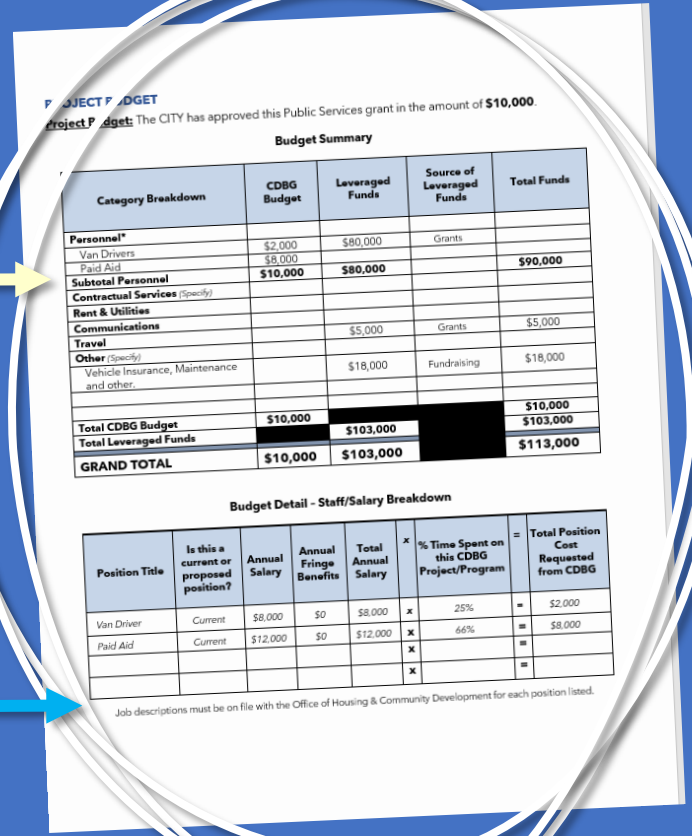 PROJECT BUDGET
Project Budget: The CITY has approved this Public Services grant in the amount of $10,000.
Budget Summary
Category Breakdown CDBG Budget Leveraged Funds Source of Leveraged Funds Total Funds
Personnel*
Van Drivers $2,000 $80,000 Grants
Paid Aid $8,000
Subtotal Personnel $10,000 $80,000 $90,000
Contractual Services (Specify)
Rent & Utilities
Communications $5,000 Grants $5,000
Travel
Other (Specify)
Vehicle Insurance, Maintenance $18,000 Fundraising $18,000
and other.
Total CDBG Budget $10,000 $10,000
Total Leveraged Funds $103,000 $103,000
GRAND TOTAL $10,000 $103,000 $113,000
Budget Detail – Staff/Salary Breakdown
Position Title Is this a current or proposed position? Annual Salary Annual Fringe Benefits Total Annual Salary x % Time Spent on this CDBG Project/Program = Total Position Cost Requested from CDBG
Van Driver Current $8,000 $0 $8,000 x 25% = $2,000
Paid Aid Current $12,000 $0 $12,000 x 66% = $8,000
x =
x =
Job descriptions must be on file with the Office of Housing & Community Development for each position listed.